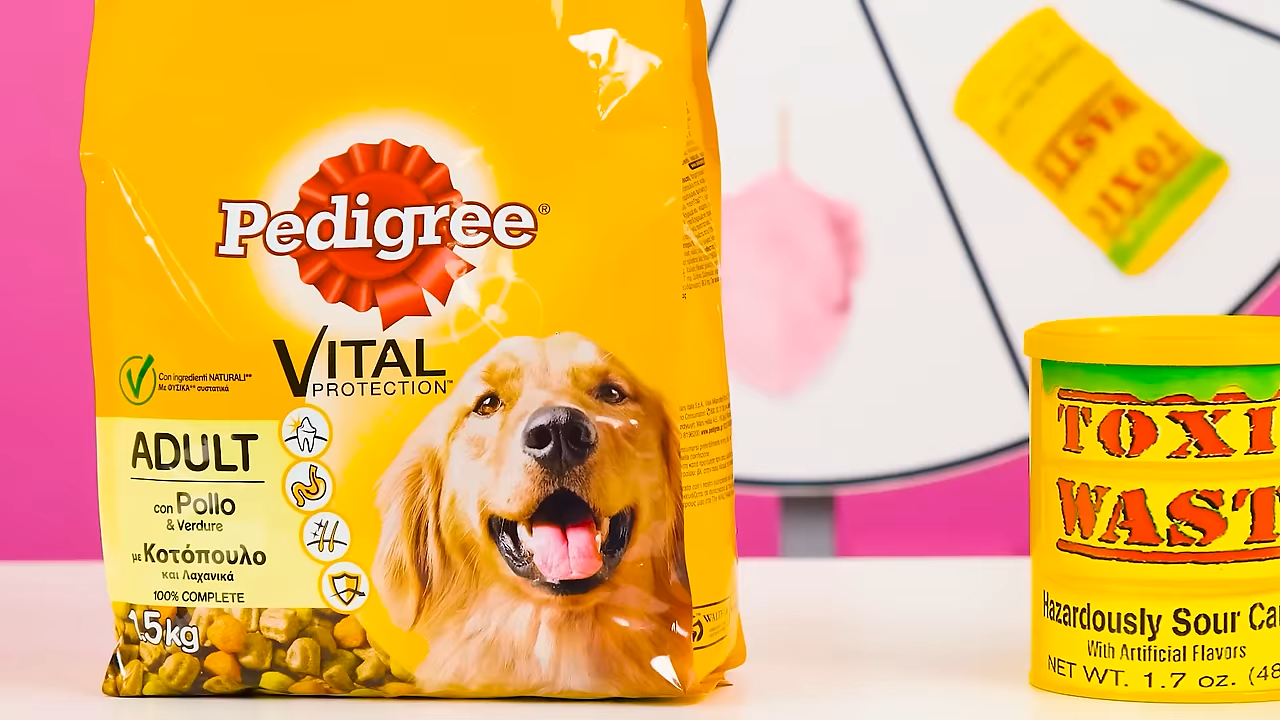 Pedigree®
VITAL
PROTECTION™
Con ingredienti NATURALI**
Με ΦΥΣΙΚΑ** συστατικά
ADULT
con Pollo
& Verdure
με Κοτόπουλο
και Λαχανικά
100% COMPLETE
1.5kg
TOXIC
WASTE
TOXI
WAST
Hazardously Sour Ca
With Artificial Flavors
NET WT. 1.7 oz. (48